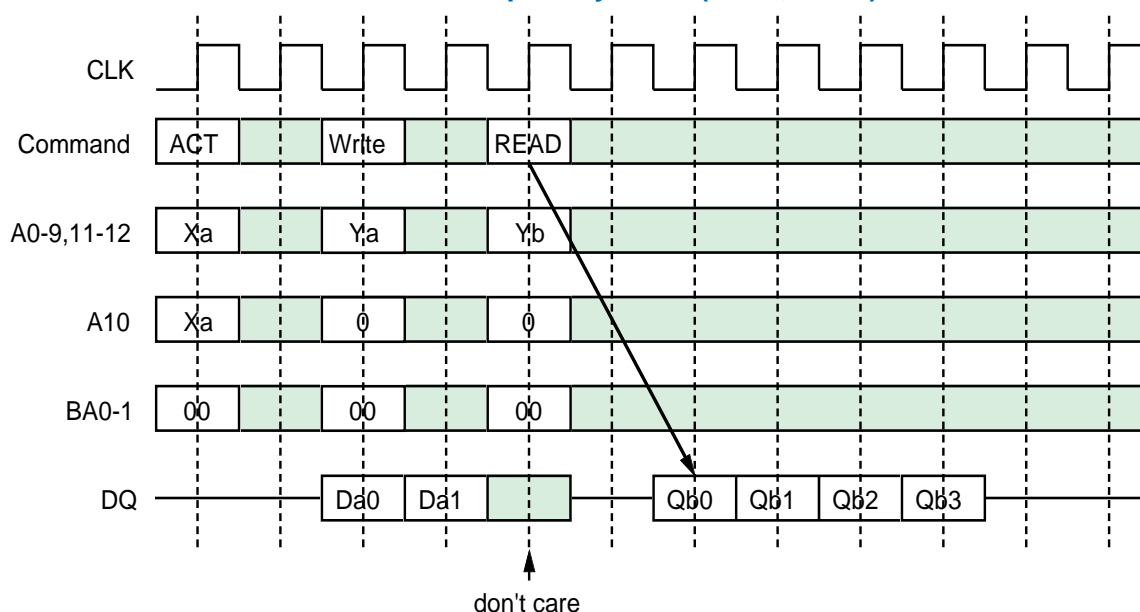 CLK
Command ACT Write READ
A0-9,11-12 Xa Ya Yb
A10 Xa 0 0
BA0-1 00 00 00
DQ Da0 Da1 Qb0 Qb1 Qb2 Qb3
don't care